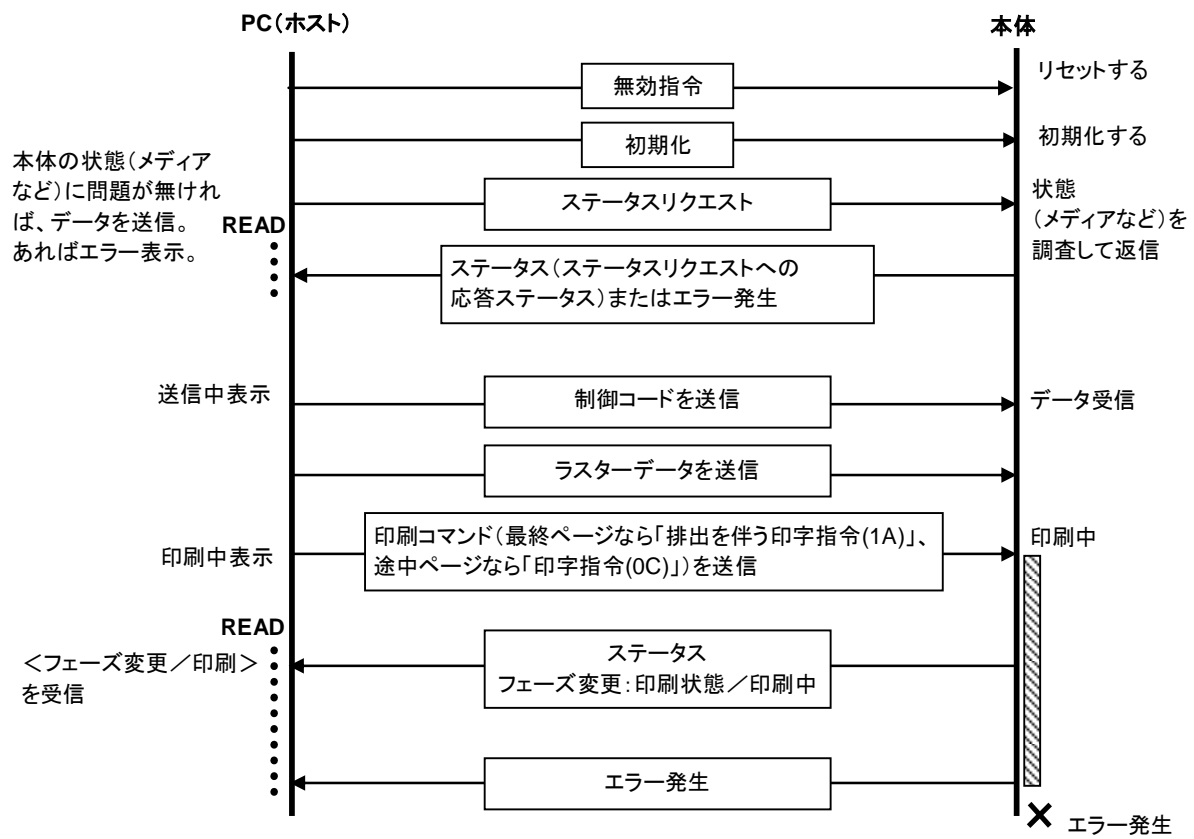 PC（ホスト）
本体
無効指令
リセットする
初期化
初期化する
本体の状態（メディア
など）に問題が無けれ
ば、データを送信。
あればエラー表示。
READ
ステータスリクエスト
状態
（メディアなど）を
調査して返信
ステータス（ステータスリクエストへの
応答ステータス）またはエラー発生
送信中表示
制御コードを送信
データ受信
ラスターデータを送信
印刷中表示
印刷コマンド（最終ページなら「排出を伴う印字指令(1A)」、
途中ページなら「印字指令(0C)」）を送信
印刷中
READ
＜フェーズ変更／印刷＞
を受信
ステータス
フェーズ変更：印刷状態／印刷中
エラー発生
エラー発生